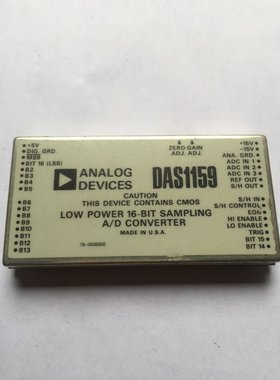 +5V
DIG. GRD.
MSB
BIT 16 (LSB)
B2
B3
B4
B5
B6
B7
B8
B9
B10
B11
B12
B13
ZERO GAIN
ADJ. ADJ.
ANALOG
DEVICES
DAS1159
CAUTION
THIS DEVICE CONTAINS CMOS
LOW POWER 16-BIT SAMPLING
A/D CONVERTER
MADE IN U.S.A.
+15V
-15V
ANA. GRD.
ADC IN 1
ADC IN 2
ADC IN 3
REF OUT
S/H OUT
S/H IN
S/H CONTROL
EOC
HI ENABLE
LO ENABLE
TRIG
BIT 15
BIT 14